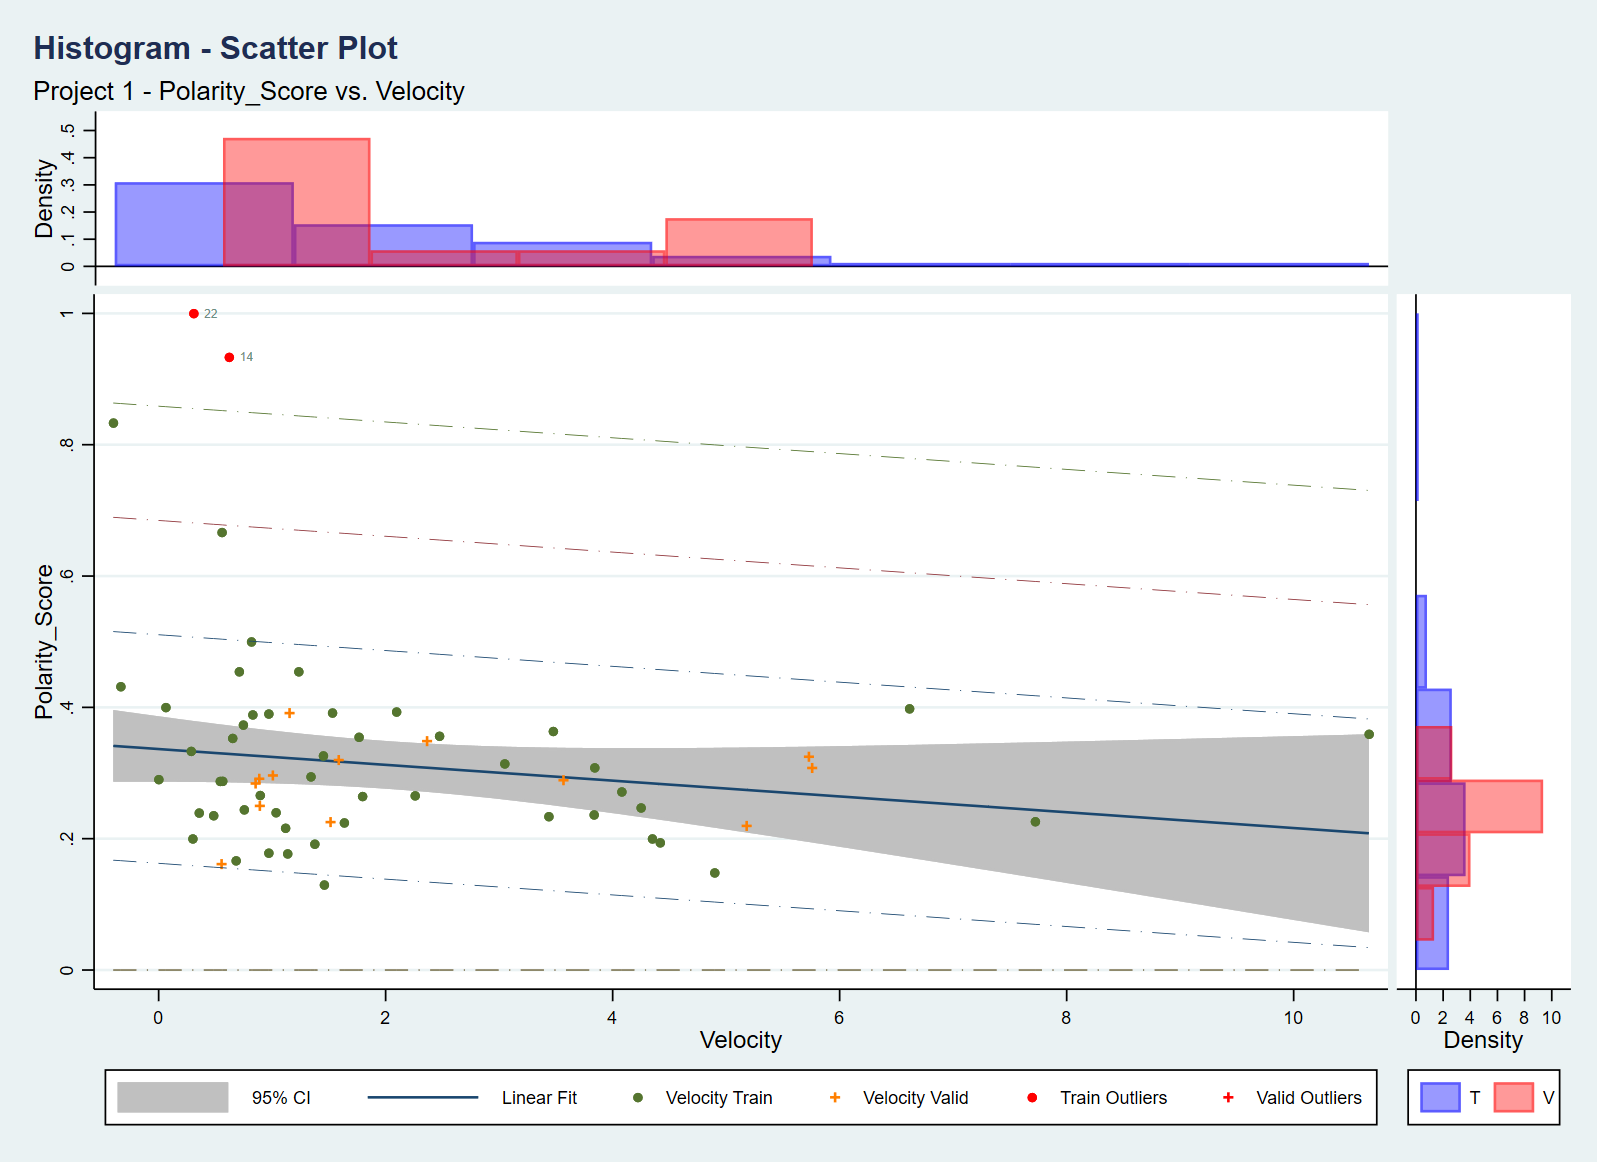 Histogram - Scatter Plot
Project 1 - Polarity_Score vs. Velocity
Density
.5
.4
.3
.2
.1
0
22
14
Polarity_Score
1
.8
.6
.4
.2
0
0 2 4 6 8 10
Velocity
0 2 4 6 8 10
Density
95% CI Linear Fit Velocity Train Velocity Valid Train Outliers Valid Outliers
T V